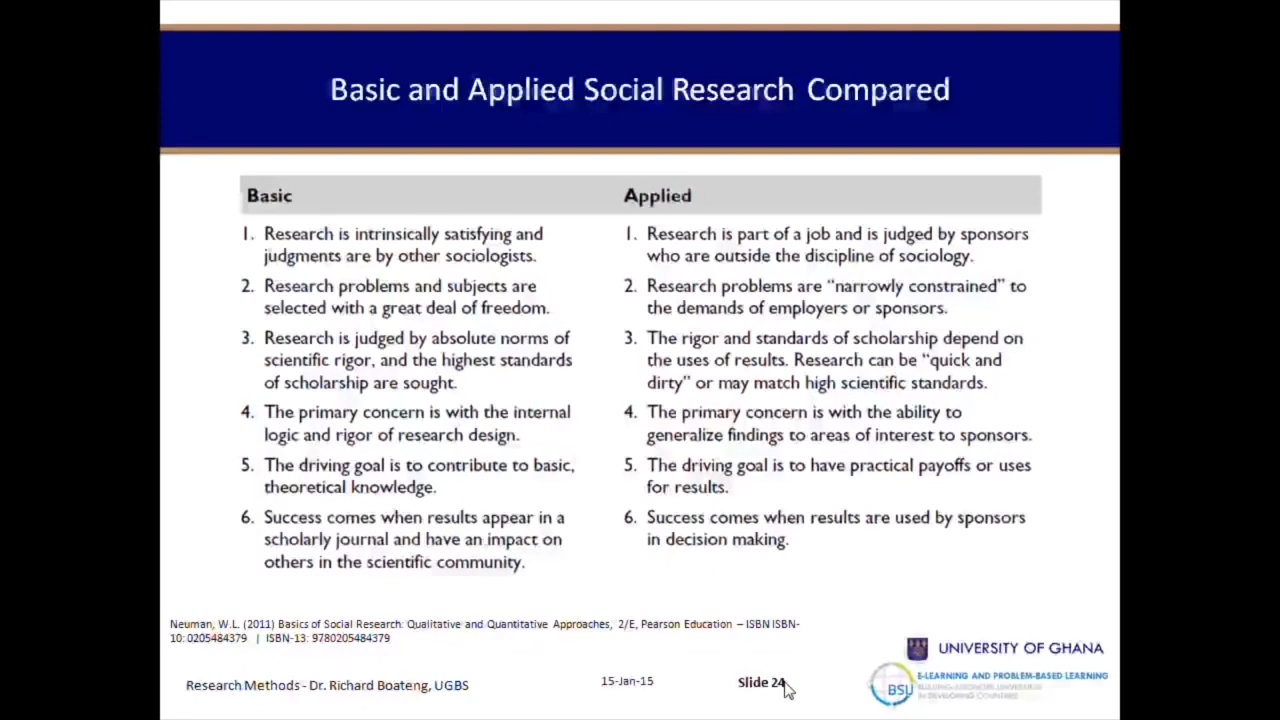 Basic and Applied Social Research Compared
Basic
Applied
1. Research is intrinsically satisfying and
judgments are by other sociologists.
2. Research problems and subjects are
selected with a great deal of freedom.
3. Research is judged by absolute norms of
scientific rigor, and the highest standards
of scholarship are sought.
4. The primary concern is with the internal
logic and rigor of research design.
5. The driving goal is to contribute to basic,
theoretical knowledge.
6. Success comes when results appear in a
scholarly journal and have an impact on
others in the scientific community.
1. Research is part of a job and is judged by sponsors
who are outside the discipline of sociology.
2. Research problems are “narrowly constrained” to
the demands of employers or sponsors.
3. The rigor and standards of scholarship depend on
the uses of results. Research can be “quick and
dirty” or may match high scientific standards.
4. The primary concern is with the ability to
generalize findings to areas of interest to sponsors.
5. The driving goal is to have practical payoffs or uses
for results.
6. Success comes when results are used by sponsors
in decision making.
Neuman, W.L. (2011) Basics of Social Research: Qualitative and Quantitative Approaches, 2/E, Pearson Education – ISBN ISBN-
10: 0205484379 | ISBN-13: 9780205484379
UNIVERSITY OF GHANA
BSU
E-LEARNING AND PROBLEM-BASED LEARNING
BUILDING STRONGER UNIVERSITIES
IN DEVELOPING COUNTRIES
Research Methods - Dr. Richard Boateng, UGBS
15-Jan-15
Slide 24